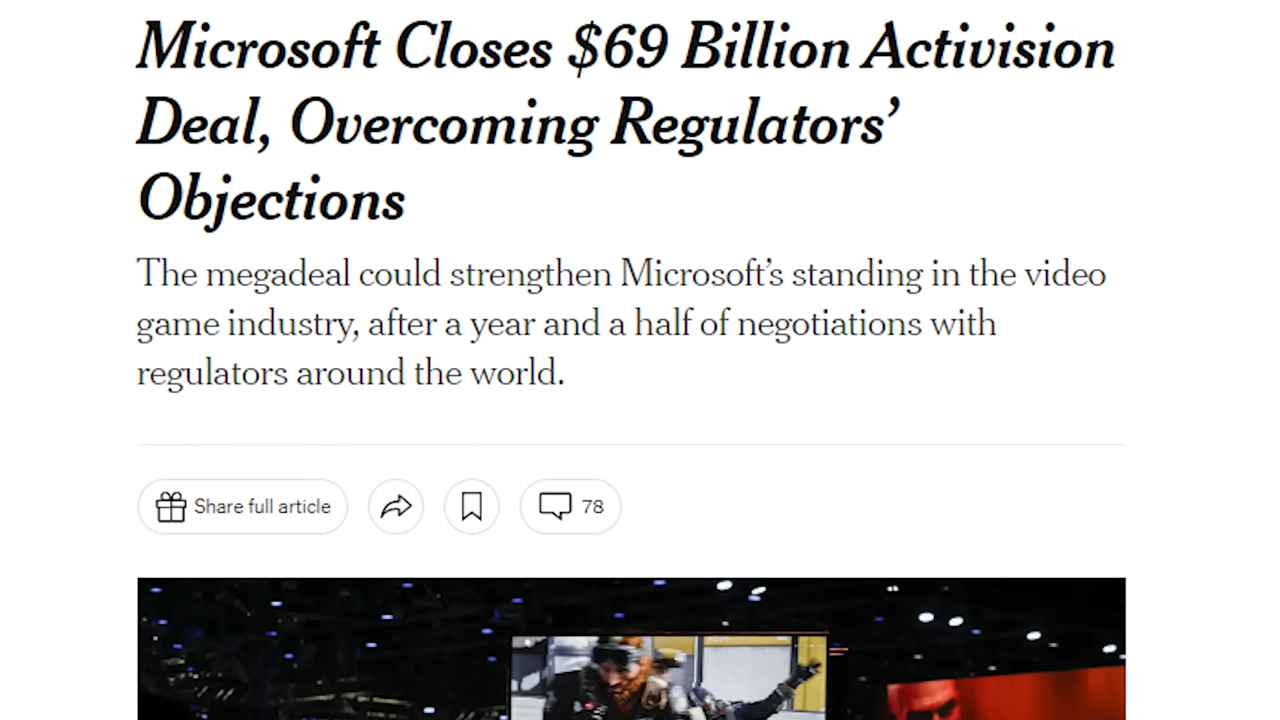 Microsoft Closes $69 Billion Activision
Deal, Overcoming Regulators’
Objections
The megadeal could strengthen Microsoft’s standing in the video
game industry, after a year and a half of negotiations with
regulators around the world.
Share full article
78